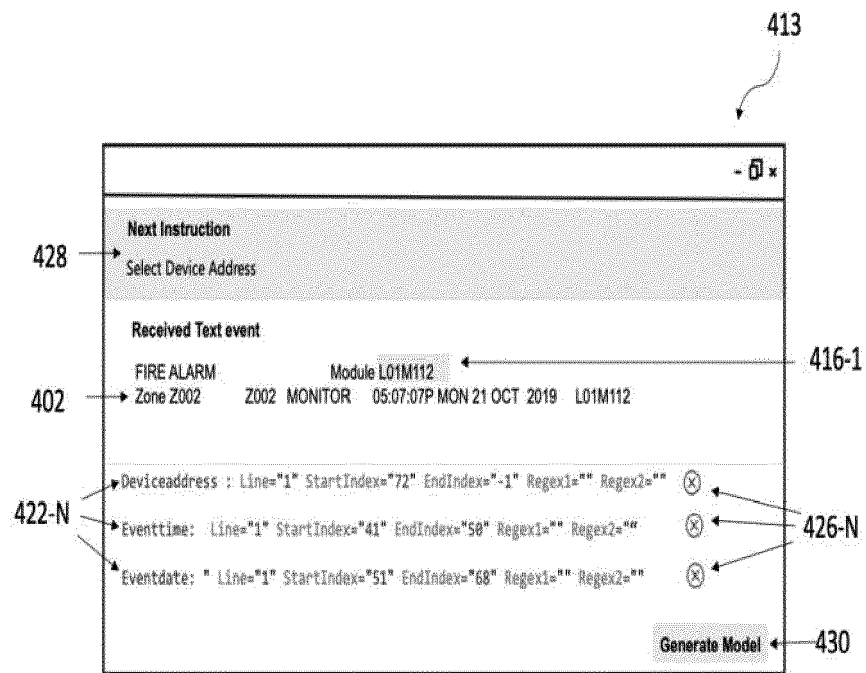 413
Next Instruction
428
Select Device Address
Received Text event
FIRE ALARM Module L01M112
416-1
402
Zone Z002 Z002 MONITOR 05:07:07P MON 21 OCT 2019 L01M112
Deviceaddress : Line="1" StartIndex="72" EndIndex="-1" Regex1="" Regex2=""
422-N
Eventtime: Line="1" StartIndex="41" EndIndex="50" Regex1="" Regex2=""
426-N
Eventdate: " Line="1" StartIndex="51" EndIndex="68" Regex1="" Regex2=""
Generate Model
430